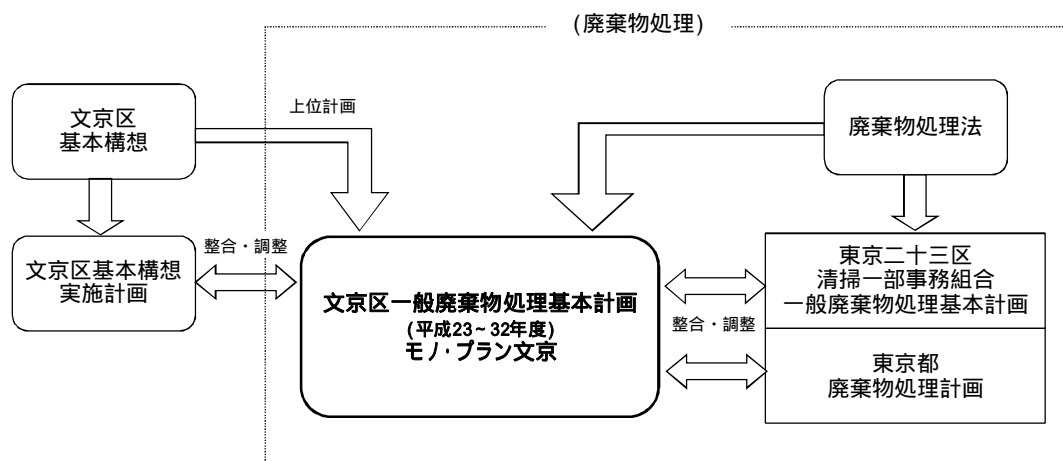 (廃棄物処理)
上位計画
文京区
基本構想
廃棄物処理法
文京区基本構想
実施計画
整合・調整
文京区一般廃棄物処理基本計画
(平成23~32年度)
モノ・プラン文京
整合・調整
東京二十三区
清掃一部事務組合
一般廃棄物処理基本計画
東京都
廃棄物処理計画